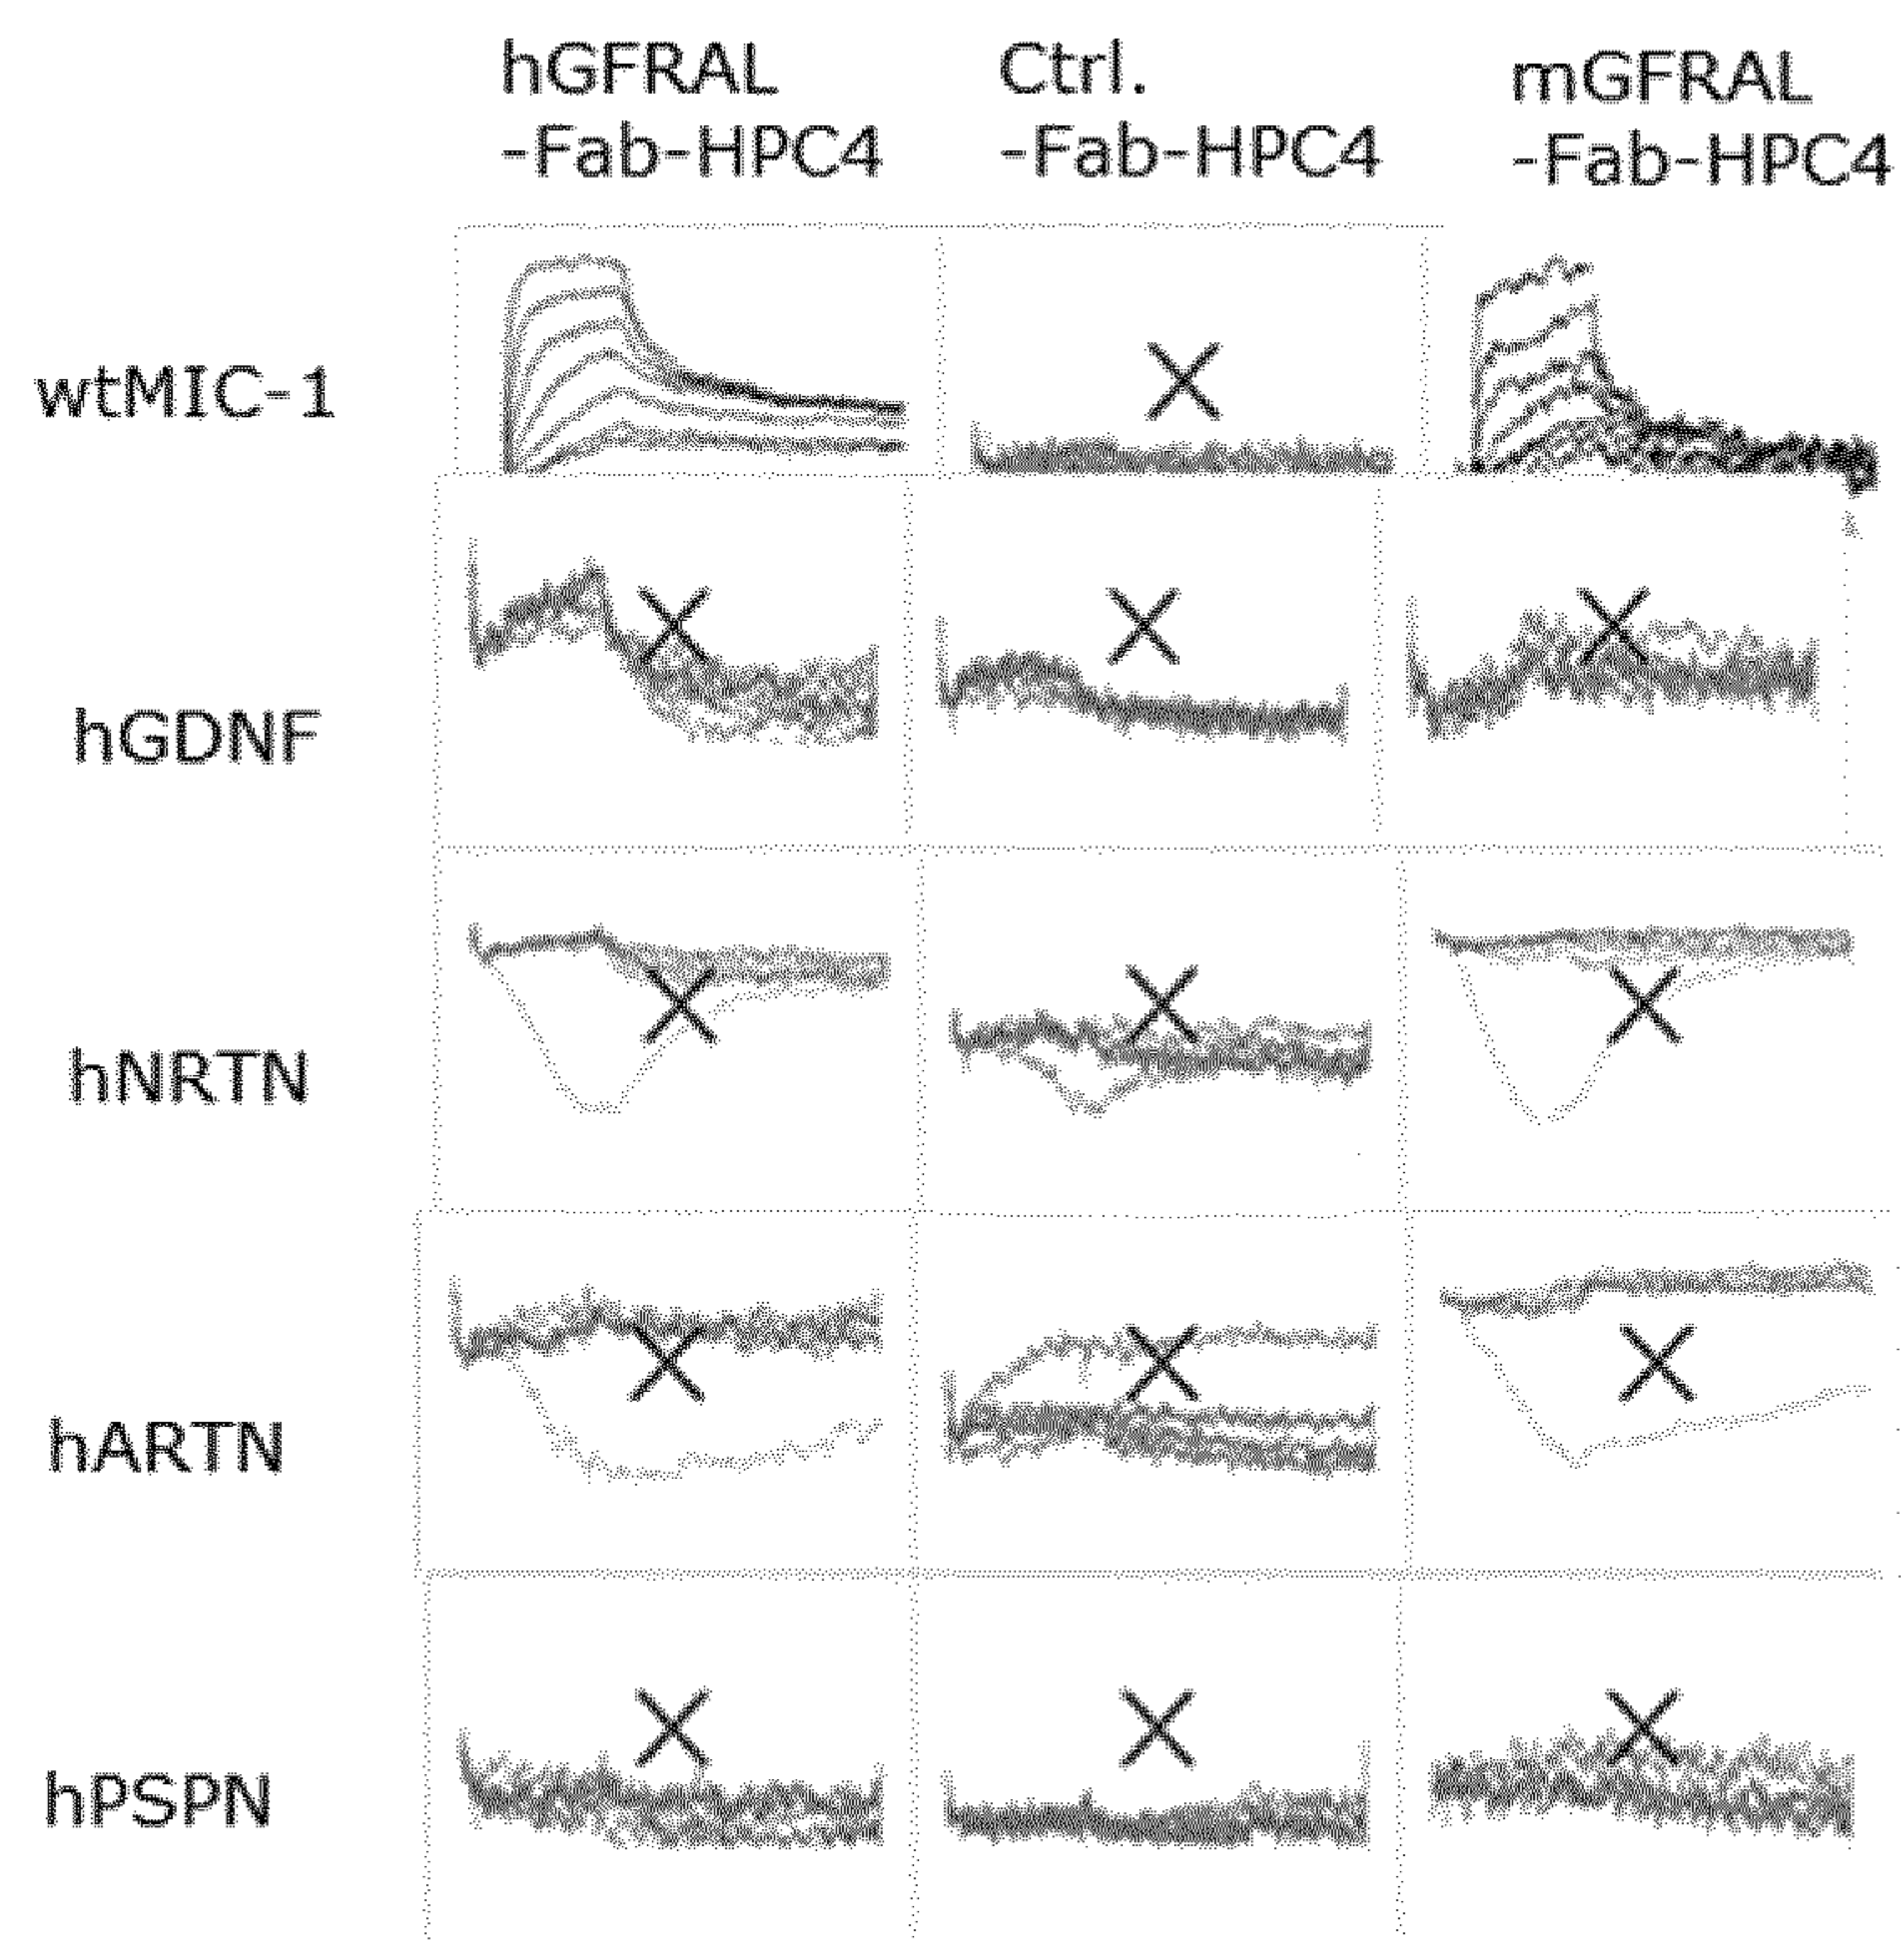 hGFRAL
-Fab-HPC4
Ctrl.
-Fab-HPC4
mGFRAL
-Fab-HPC4
wtMIC-1
hGDNF
hNRTN
hARTN
hPSPN